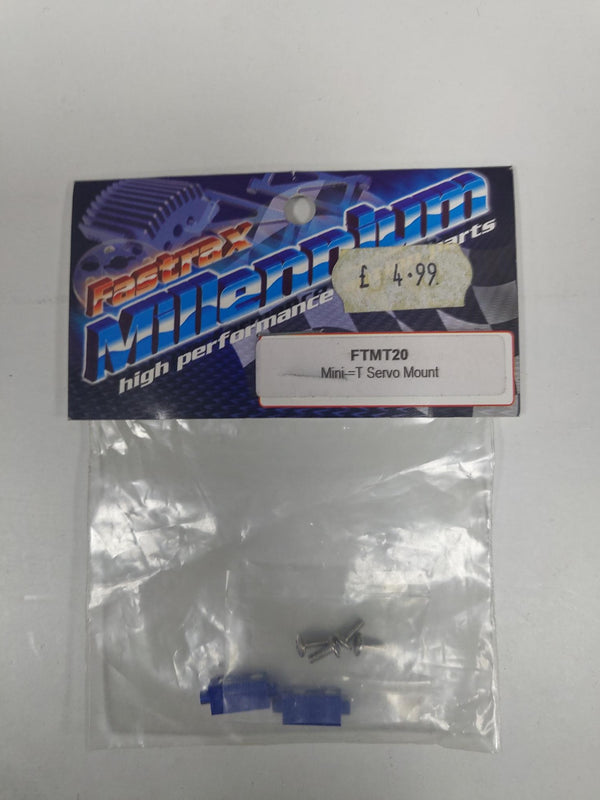 Fastrax
Millennium
high performance parts
£ 4.99
FTMT20
Mini-=T Servo Mount